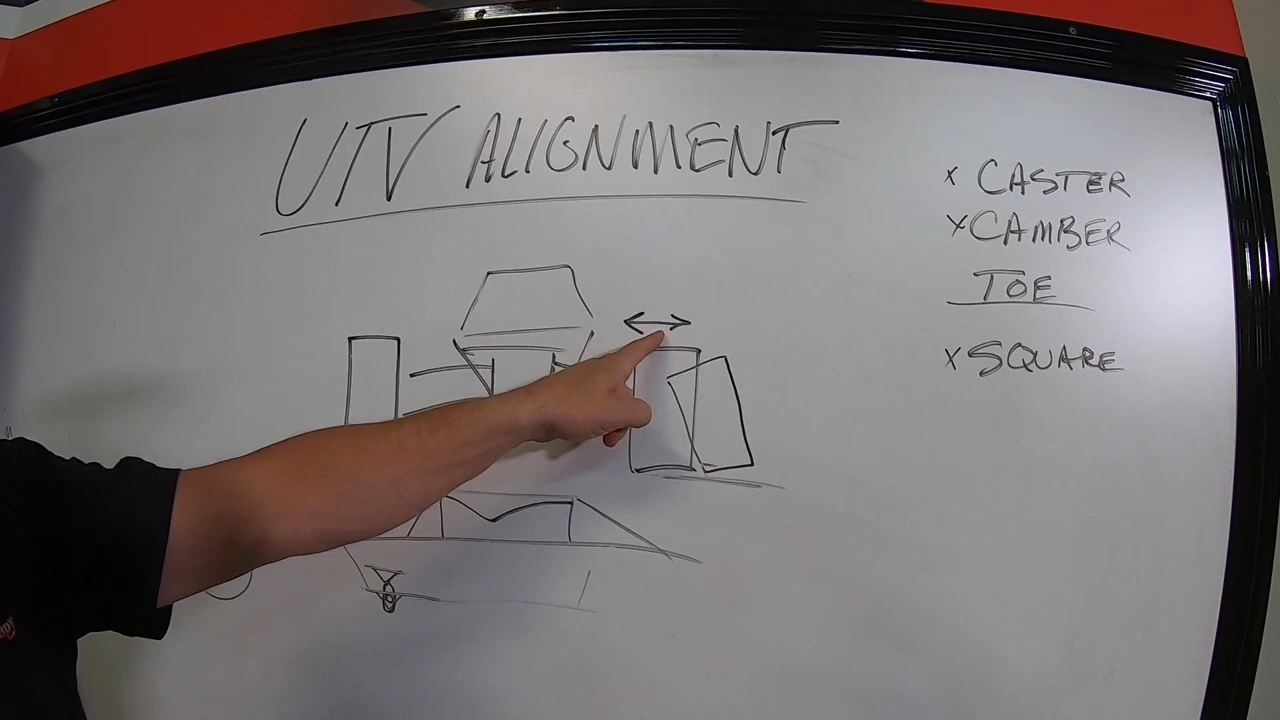 UTV ALIGNMENT
x CASTER
x CAMBER
TOE
x SQUARE